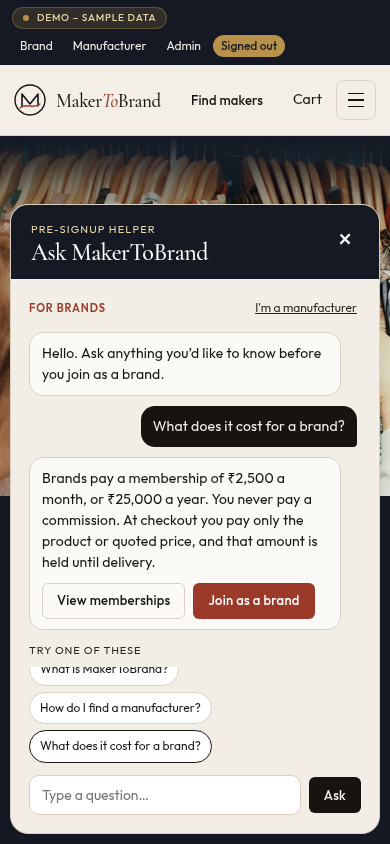 DEMO – SAMPLE DATA
Brand Manufacturer Admin Signed out
MakerToBrand Find makers Cart
PRE-SIGNUP HELPER
Ask MakerToBrand
FOR BRANDS I'm a manufacturer
Hello. Ask anything you’d like to know before
you join as a brand.
What does it cost for a brand?
Brands pay a membership of ₹2,500 a
month, or ₹25,000 a year. You never pay a
commission. At checkout you pay only the
product or quoted price, and that amount is
held until delivery.
View memberships Join as a brand
TRY ONE OF THESE
What is MakerToBrand?
How do I find a manufacturer?
What does it cost for a brand?
Type a question... Ask